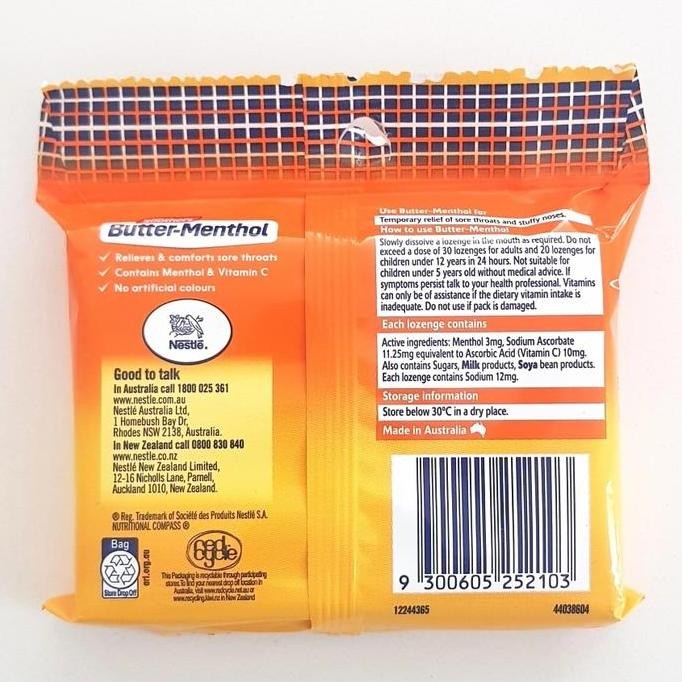 SOOTHERS
Butter-Menthol
✓ Relieves & comforts sore throats
✓ Contains Menthol & Vitamin C
✓ No artificial colours
Nestlé.
Good to talk
In Australia call 1800 025 361
www.nestle.com.au
Nestlé Australia Ltd,
1 Homebush Bay Dr,
Rhodes NSW 2138, Australia.
In New Zealand call 0800 830 840
www.nestle.co.nz
Nestlé New Zealand Limited,
12-16 Nicholls Lane, Parnell,
Auckland 1010, New Zealand.
® Reg. Trademark of Société des Produits Nestlé S.A.
NUTRITIONAL COMPASS ®
Bag
Store Drop Off
arl.org.au
red
cycle
This Packaging is recyclable through participating
stores. To find your nearest drop off location in
Australia, visit www.redcycle.net.au or
www.recycling.kiwi.nz in New Zealand
Use Butter-Menthol for
Temporary relief of sore throats and stuffy noses.
How to use Butter-Menthol
Slowly dissolve a lozenge in the mouth as required. Do not
exceed a dose of 30 lozenges for adults and 20 lozenges for
children under 12 years in 24 hours. Not suitable for
children under 5 years old without medical advice. If
symptoms persist talk to your health professional. Vitamins
can only be of assistance if the dietary vitamin intake is
inadequate. Do not use if pack is damaged.
Each lozenge contains
Active ingredients: Menthol 3mg, Sodium Ascorbate
11.25mg equivalent to Ascorbic Acid (Vitamin C) 10mg.
Also contains Sugars, Milk products, Soya bean products.
Each lozenge contains Sodium 12mg.
Storage information
Store below 30°C in a dry place.
Made in Australia
9 300605 252103
12244365 44038604